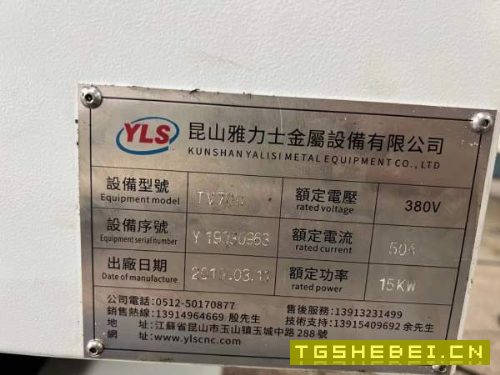 YLS
昆山雅力士金屬設備有限公司
KUNSHAN YALISI METAL EQUIPMENT CO., LTD
設備型號
Equipment model
額定電壓
rated voltage
380V
設備序號
Equipment serial number
額定電流
rated current
50A
出廠日期
Date of manufacture
額定功率
rated power
15KW
公司電話:0512-50170877
售後服務:13913231499
銷售熱線:13914964669 殷先生
技術支持:13915409692 余先生
地 址:江蘇省昆山市玉山鎮玉城中路288號
網 址:www.ylscnc.com
TGSHEBEI.CN